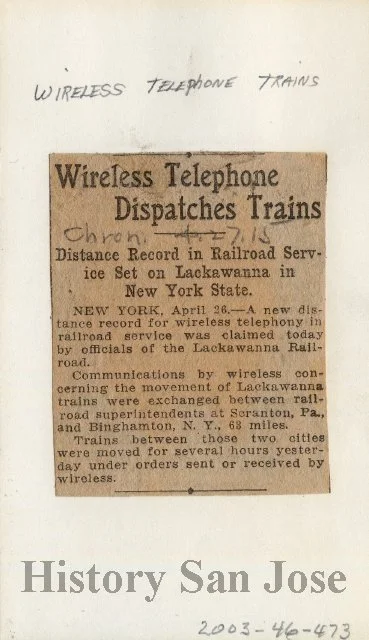 WIRELESS TELEPHONE TRAINS
Wireless Telephone
Dispatches Trains
Chron. 4.27.15
Distance Record in Railroad Serv-
ice Set on Lackawanna in
New York State.
NEW YORK, April 26.—A new dis-
tance record for wireless telephony in
railroad service was claimed today
by officials of the Lackawanna Rail-
road.
Communications by wireless con-
cerning the movement of Lackawanna
trains were exchanged between rail-
road superintendents at Scranton, Pa.,
and Binghamton, N. Y., 63 miles.
Trains between those two cities
were moved for several hours yester-
day under orders sent or received by
wireless.
History San Jose
2003-46-473